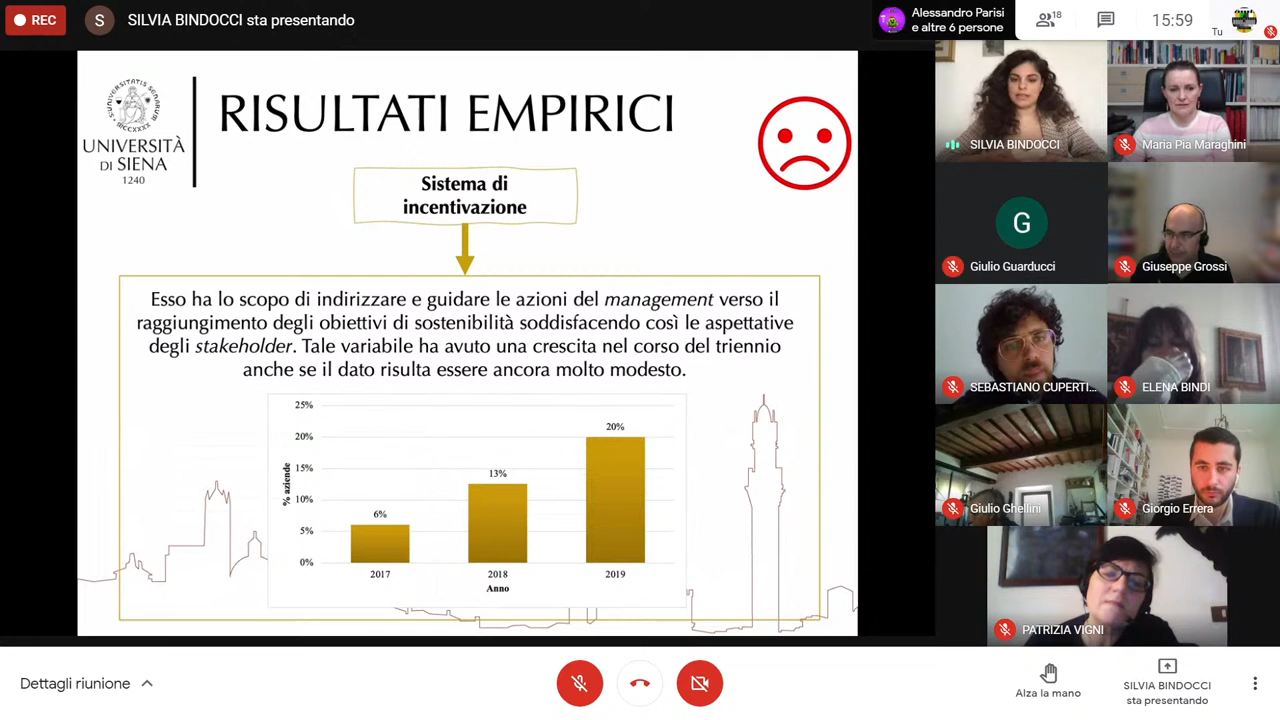 REC
S
SILVIA BINDOCCI sta presentando
Alessandro Parisi
e altre 6 persone
18
15:59
Tu
UNIVERSITÀ
DI SIENA
1240
RISULTATI EMPIRICI
Sistema di
incentivazione
Esso ha lo scopo di indirizzare e guidare le azioni del management verso il
raggiungimento degli obiettivi di sostenibilità soddisfacendo così le aspettative
degli stakeholder. Tale variabile ha avuto una crescita nel corso del triennio
anche se il dato risulta essere ancora molto modesto.
25%
20%
15%
10%
5%
0%
% aziende
6%
13%
20%
2017
2018
2019
Anno
SILVIA BINDOCCI
Maria Pia Maraghini
G
Giulio Guarducci
Giuseppe Grossi
SEBASTIANO CUPERTI...
ELENA BINDI
Giulio Ghellini
Giorgio Errera
PATRIZIA VIGNI
Dettagli riunione
Alza la mano
SILVIA BINDOCCI
sta presentando